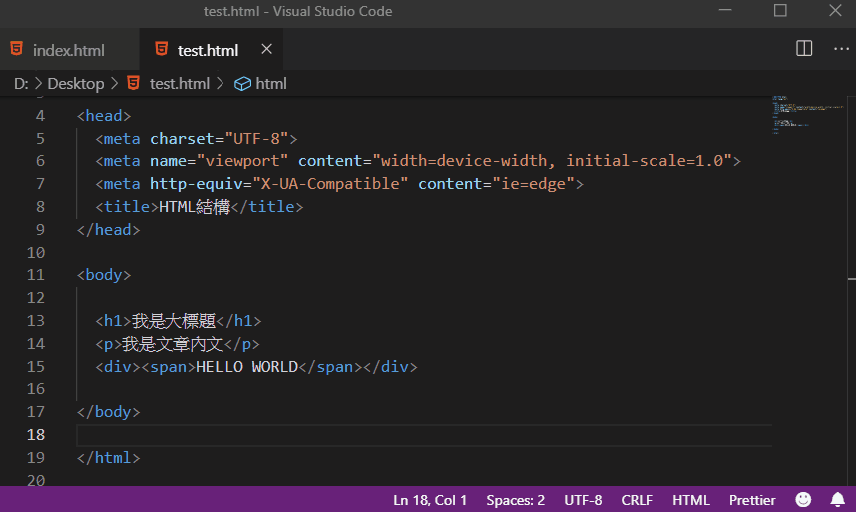 test.html - Visual Studio Code
index.html test.html
D: > Desktop > test.html > html
4 <head>
5 <meta charset="UTF-8">
6 <meta name="viewport" content="width=device-width, initial-scale=1.0">
7 <meta http-equiv="X-UA-Compatible" content="ie=edge">
8 <title>HTML結構</title>
9 </head>
10
11 <body>
12
13 <h1>我是大標題</h1>
14 <p>我是文章內文</p>
15 <div><span>HELLO WORLD</span></div>
16
17 </body>
18
19 </html>
20
Ln 18, Col 1 Spaces: 2 UTF-8 CRLF HTML Prettier